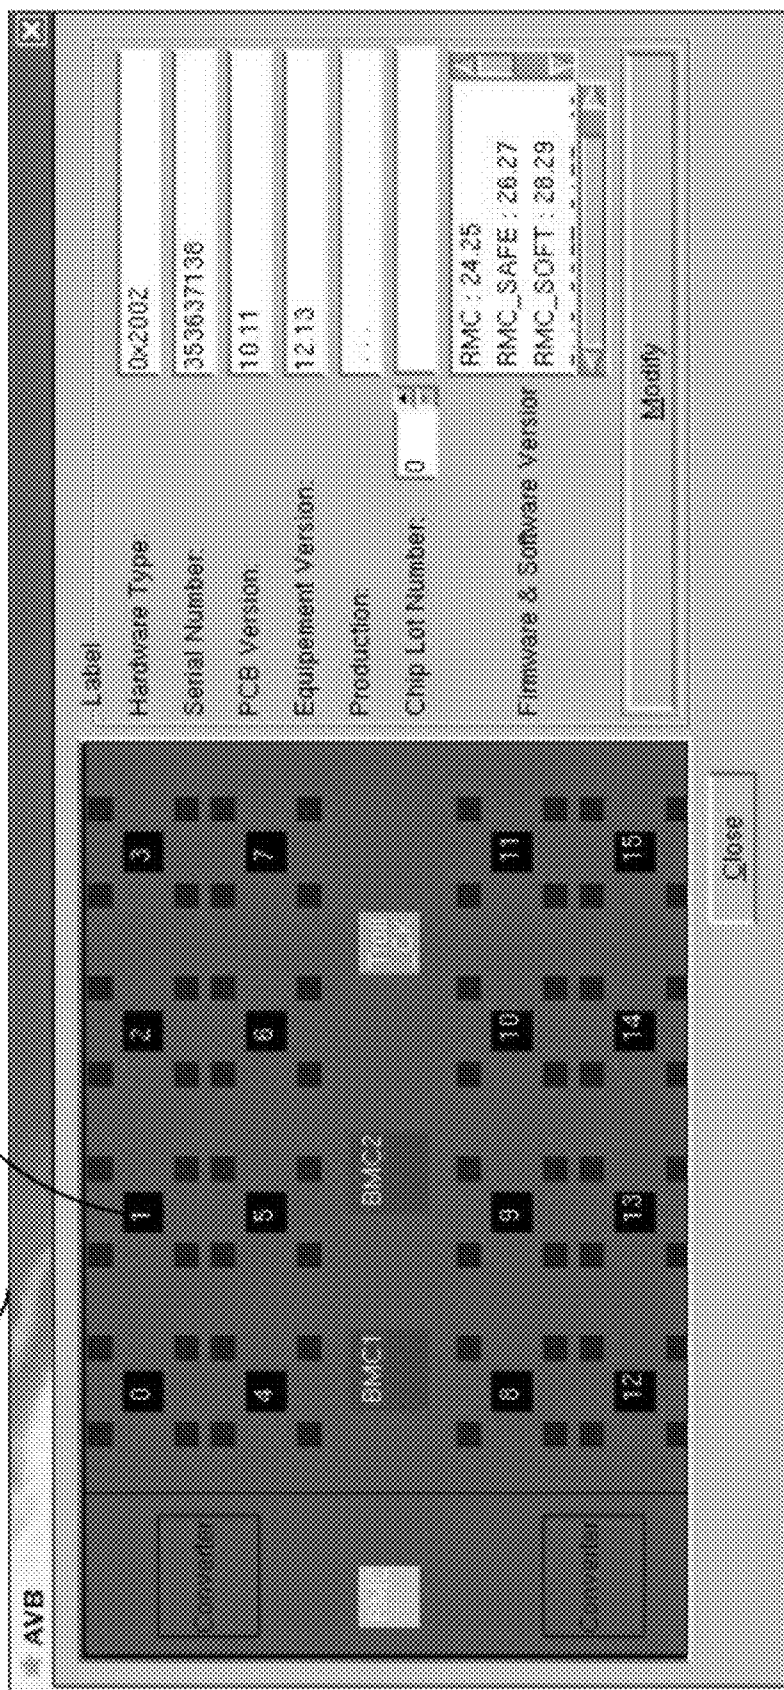 AVB
0 1 2 3
4 5 6 7
BMC1 BMC2
8 9 10 11
12 13 14 15
Converter
Label
Hardware Type 0x2002
Serial Number: 353637138
PCB Version: 10.11
Equipement Version: 12.13
Production:
Chip Lot Number: 0
Firmware & Software Version
RMC : 24.25
RMC_SAFE : 26.27
RMC_SOFT : 28.29
Modify
Close